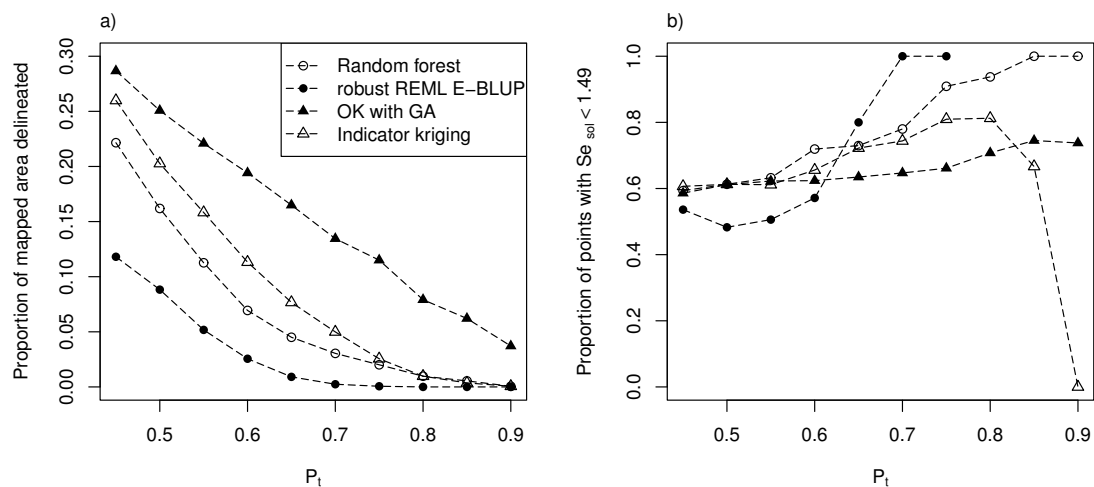 a)
Proportion of mapped area delineated
0.30
0.25
0.20
0.15
0.10
0.05
0.00
0.5 0.6 0.7 0.8 0.9
Pt
Random forest
robust REML E−BLUP
OK with GA
Indicator kriging
b)
Proportion of points with Se sol < 1.49
1.0
0.8
0.6
0.4
0.2
0.0
0.5 0.6 0.7 0.8 0.9
Pt